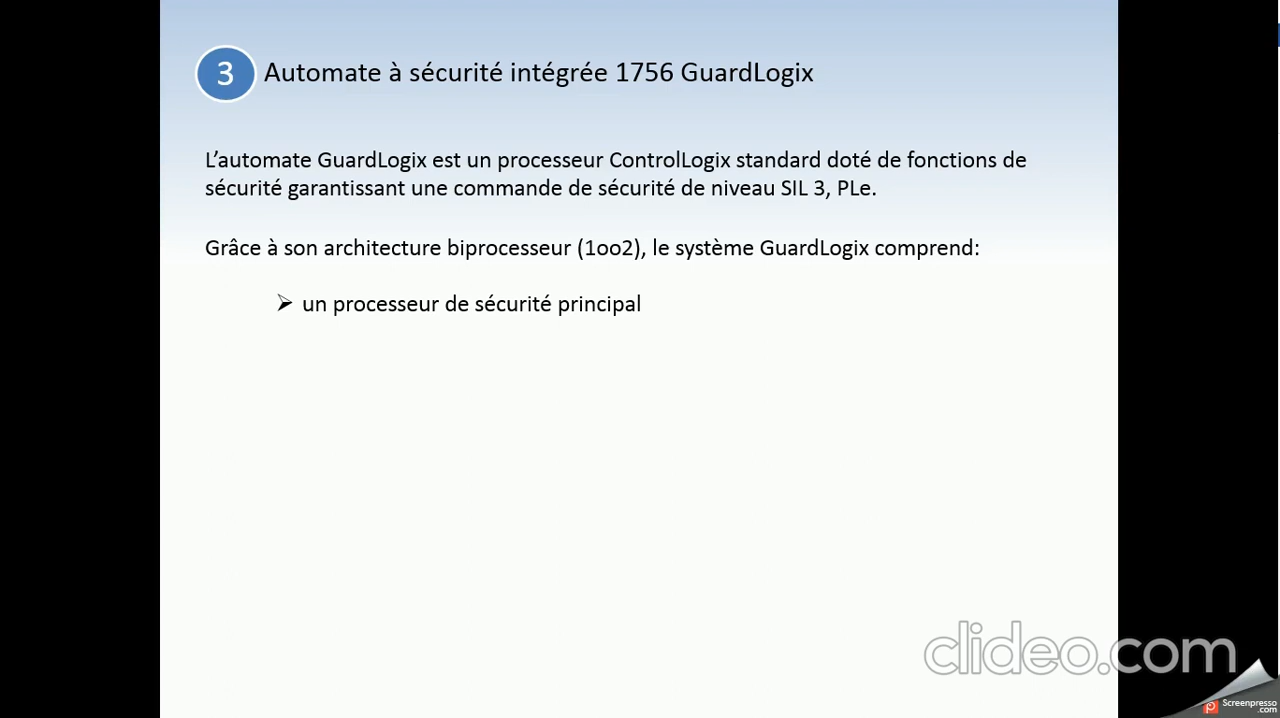 3 Automate à sécurité intégrée 1756 GuardLogix
L’automate GuardLogix est un processeur ControlLogix standard doté de fonctions de
sécurité garantissant une commande de sécurité de niveau SIL 3, PLe.
Grâce à son architecture biprocesseur (1oo2), le système GuardLogix comprend:
➢ un processeur de sécurité principal
clideo.com
Screenpresso
.com